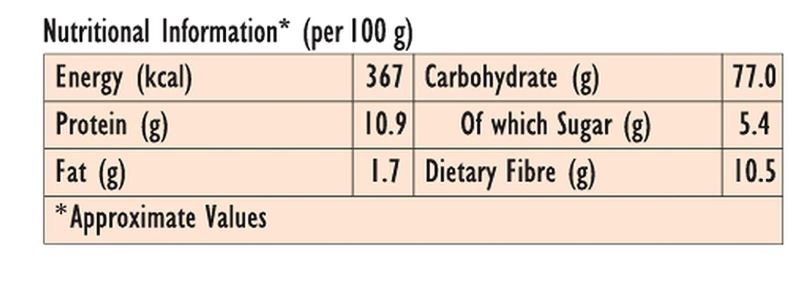 Nutritional Information* (per 100 g)
Energy (kcal) 367 Carbohydrate (g) 77.0
Protein (g) 10.9 Of which Sugar (g) 5.4
Fat (g) 1.7 Dietary Fibre (g) 10.5
*Approximate Values